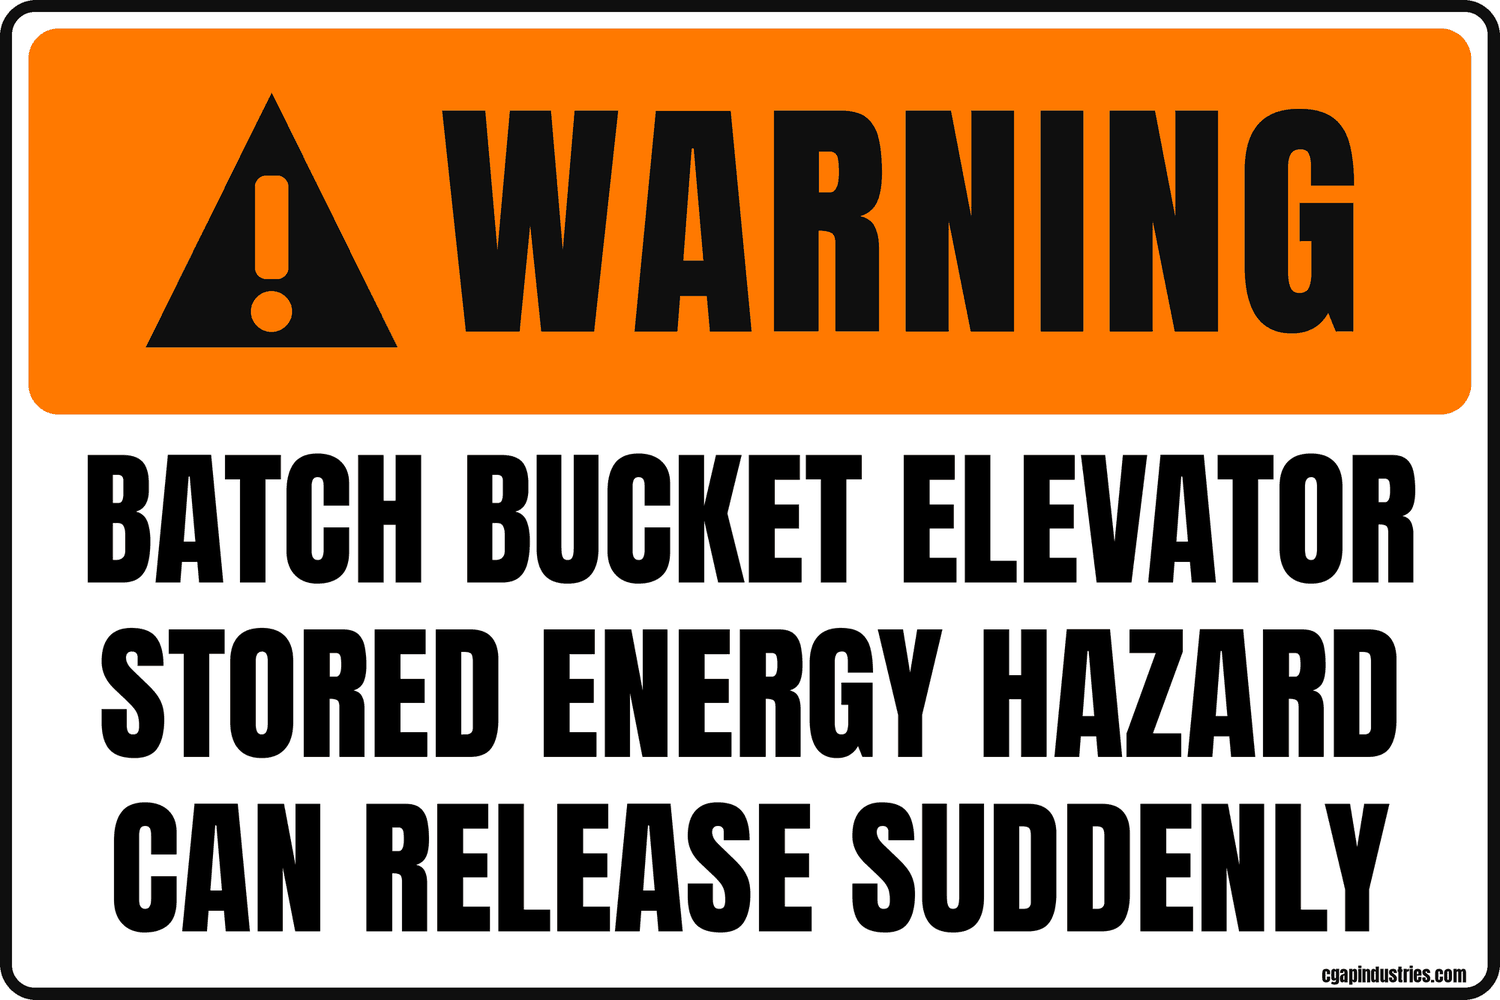 WARNING
BATCH BUCKET ELEVATOR
STORED ENERGY HAZARD
CAN RELEASE SUDDENLY
cgapindustries.com